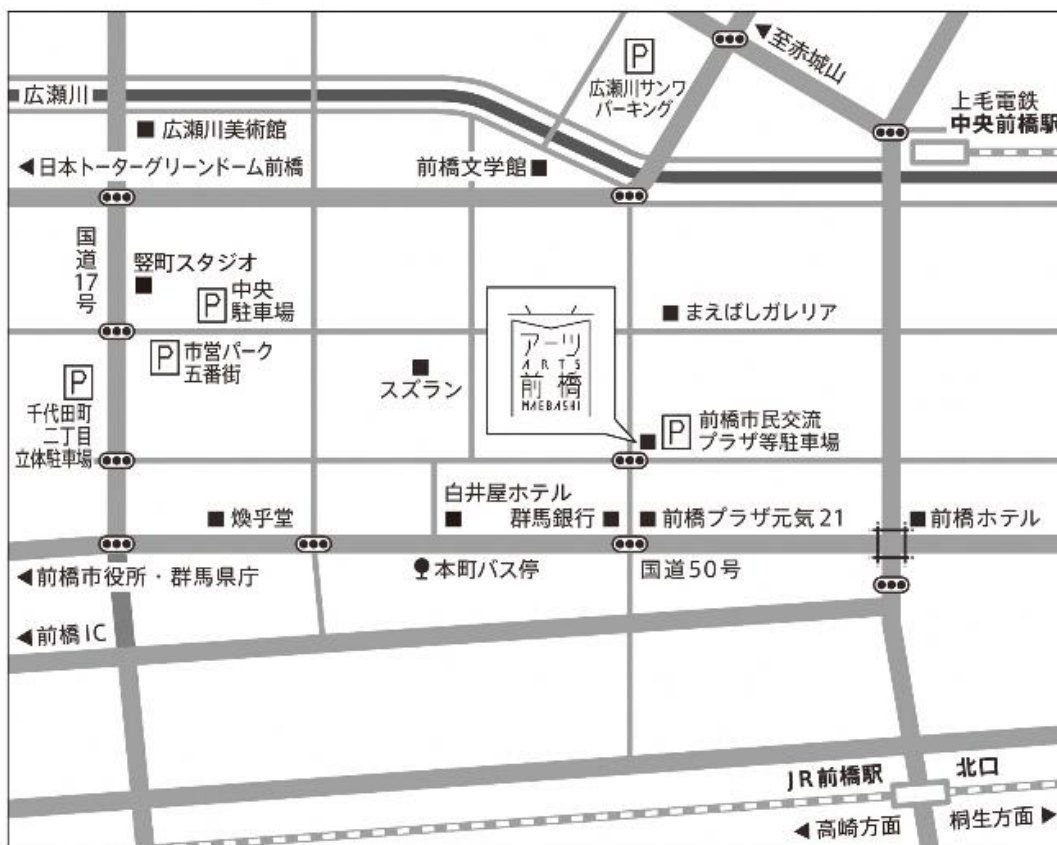 P
広瀬川サンワ
パーキング
▼至赤城山
上毛電鉄
中央前橋駅
広瀬川
■ 広瀬川美術館
◀日本トーターグリーンドーム前橋
前橋文学館■
国道17号
竪町スタジオ
P 中央
駐車場
■ まえばしガレリア
アーツ
ARTS
前橋
MAEBASHI
P 市営パーク
五番街
スズラン
P
千代田町
二丁目
立体駐車場
P 前橋市民交流
プラザ等駐車場
白井屋ホテル
■ 煥乎堂
群馬銀行■
■前橋プラザ元気21
■前橋ホテル
◀前橋市役所・群馬県庁
本町バス停
国道50号
◀前橋IC
JR前橋駅
北口
◀高崎方面
桐生方面▶